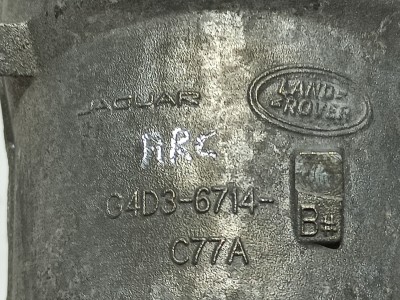 JAGUAR
LAND-
ROVER
ARC
G4D3-6714-
B#
C77A